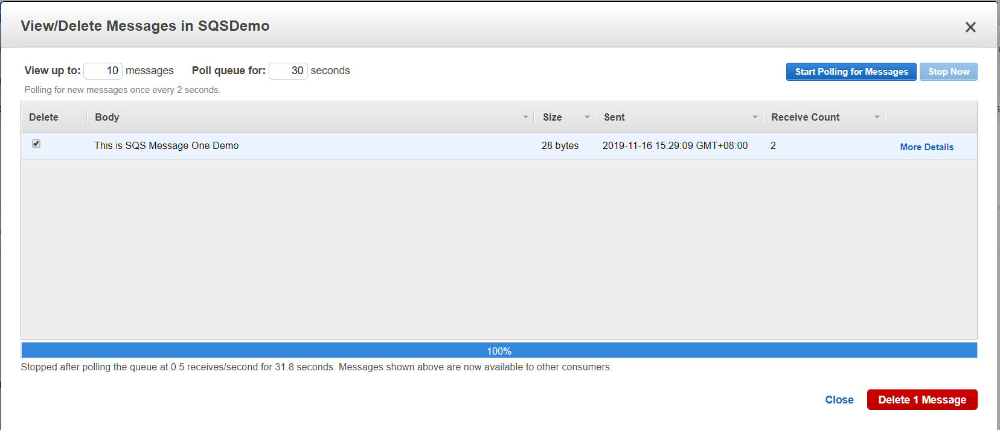 View/Delete Messages in SQSDemo
View up to: 10 messages Poll queue for: 30 seconds Start Polling for Messages Stop Now
Polling for new messages once every 2 seconds.
Delete Body Size Sent Receive Count
This is SQS Message One Demo 28 bytes 2019-11-16 15:29:09 GMT+08:00 2 More Details
100%
Stopped after polling the queue at 0.5 receives/second for 31.8 seconds. Messages shown above are now available to other consumers.
Close Delete 1 Message